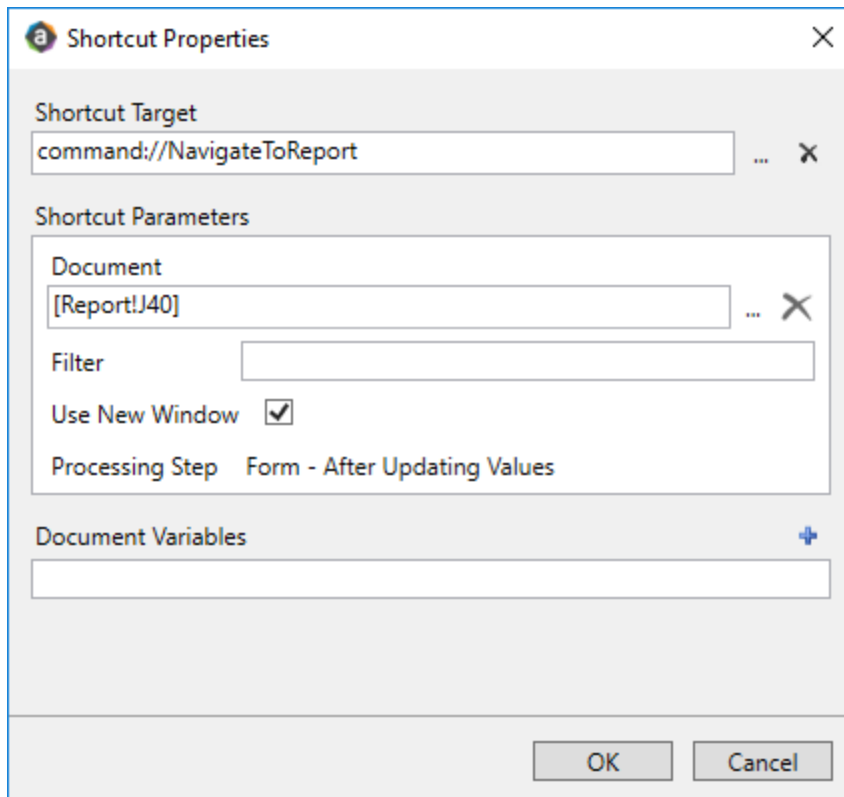 Shortcut Properties
Shortcut Target
command://NavigateToReport
...
Shortcut Parameters
Document
[Report!J40]
...
Filter
Use New Window
Processing Step Form - After Updating Values
Document Variables
OK Cancel